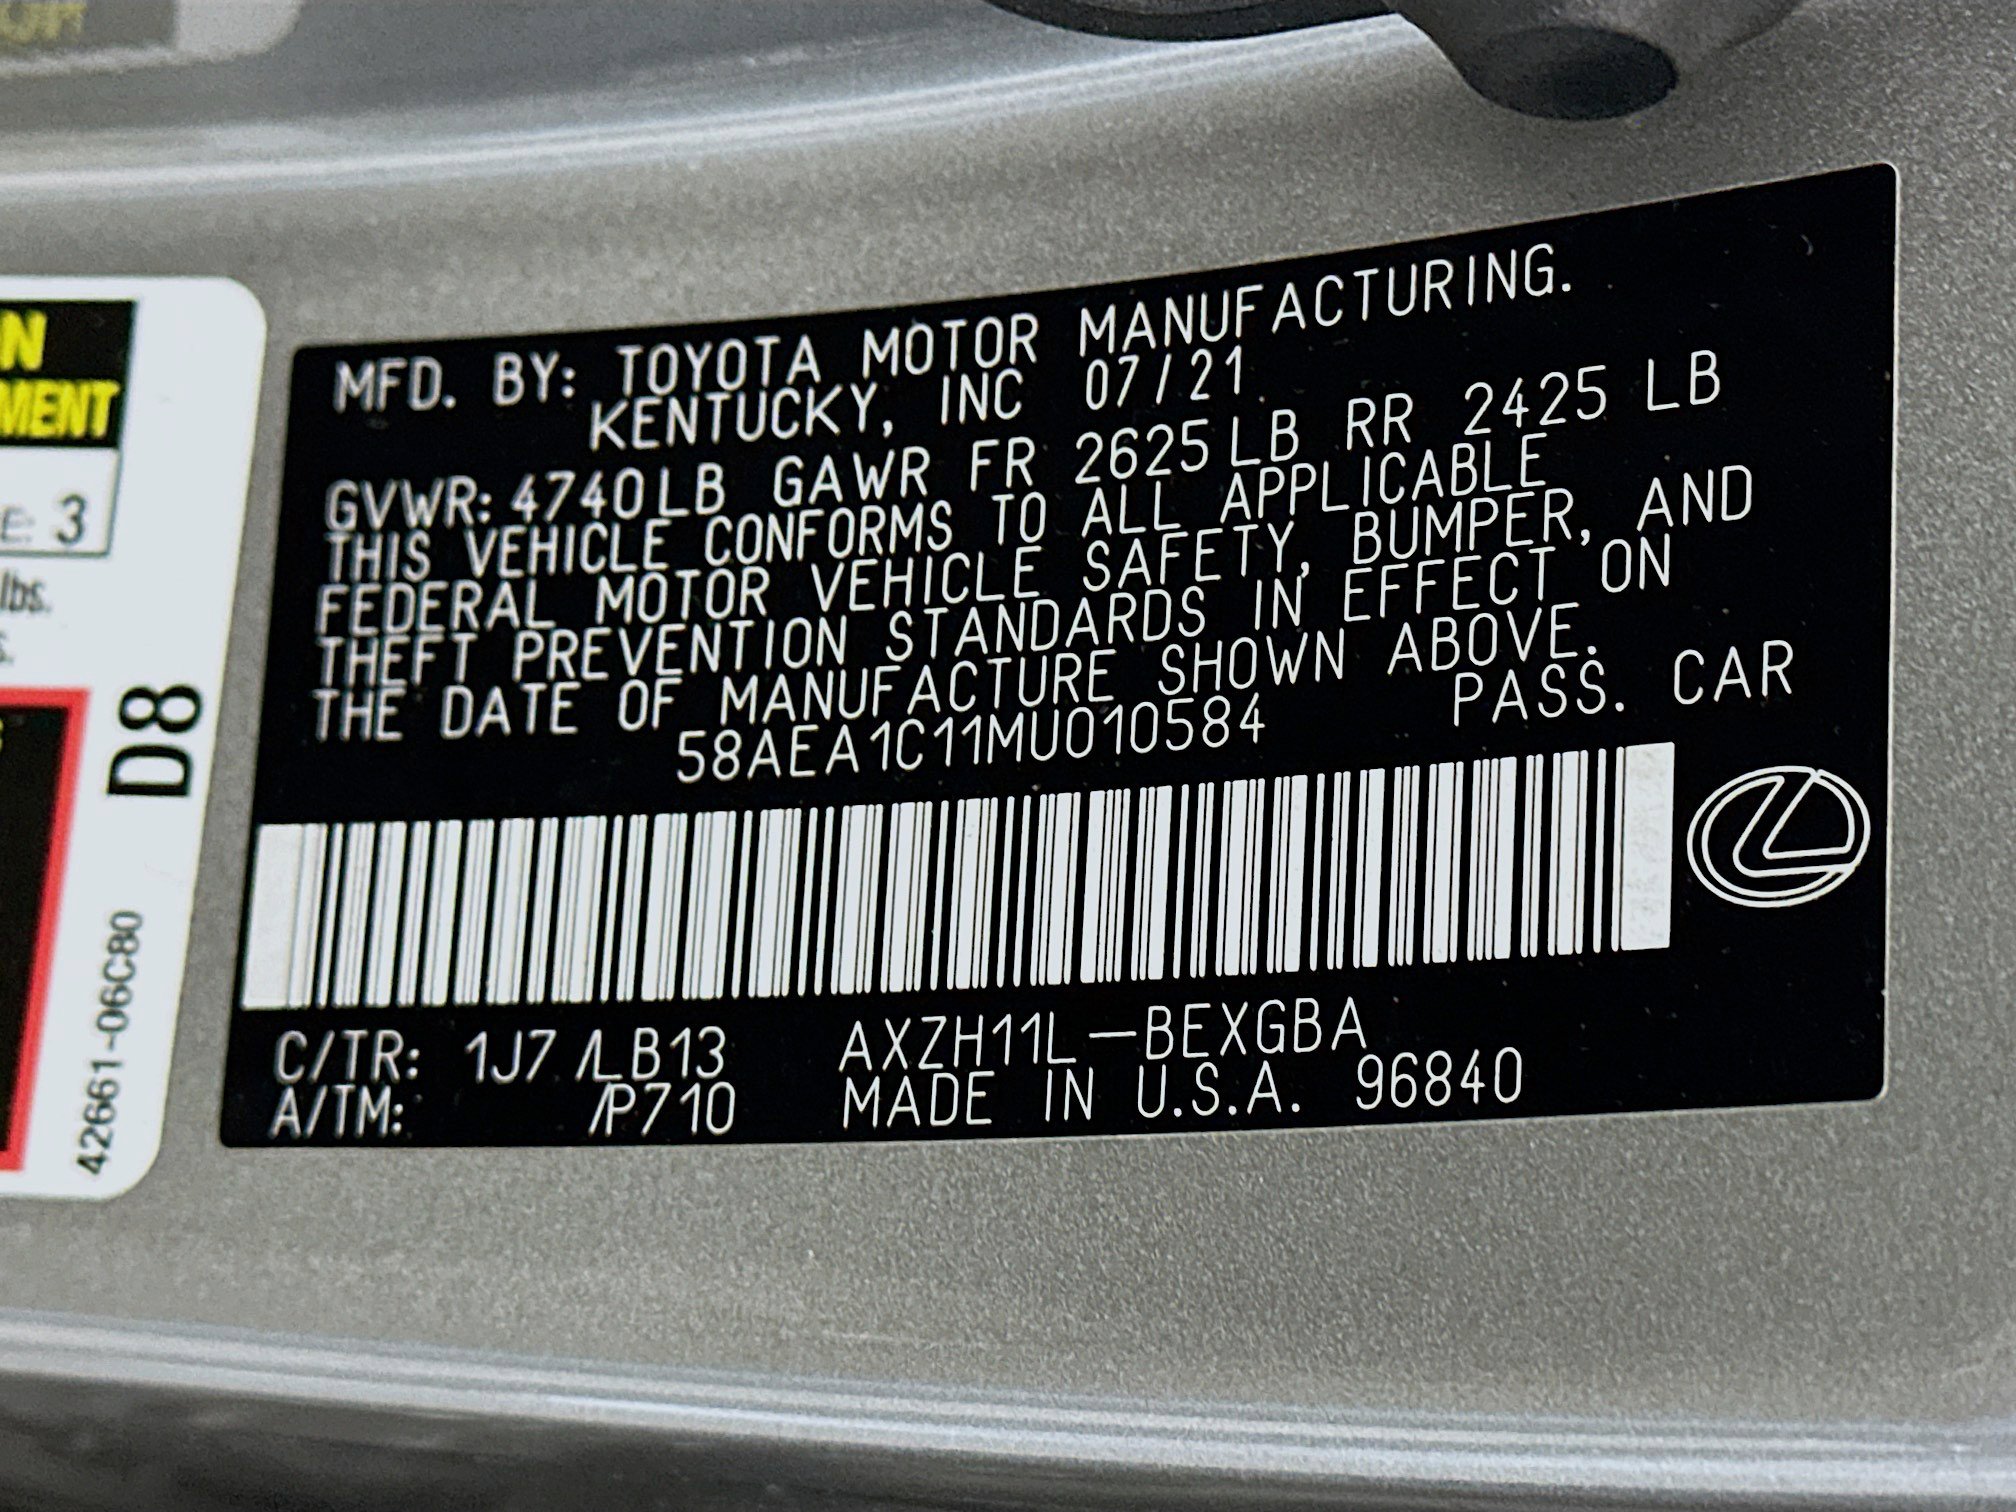 MENT
E: 3
lbs.
D8
42661-06C80
MFD. BY: TOYOTA MOTOR MANUFACTURING.
KENTUCKY, INC 07/21
GVWR: 4740LB GAWR FR 2625LB RR 2425 LB
THIS VEHICLE CONFORMS TO ALL APPLICABLE
FEDERAL MOTOR VEHICLE SAFETY, BUMPER, AND
THEFT PREVENTION STANDARDS IN EFFECT ON
THE DATE OF MANUFACTURE SHOWN ABOVE.
58AEA1C11MU010584 PASS. CAR
C/TR: 1J7 /LB13 AXZH11L-BEXGBA
A/TM: /P710 MADE IN U.S.A. 96840